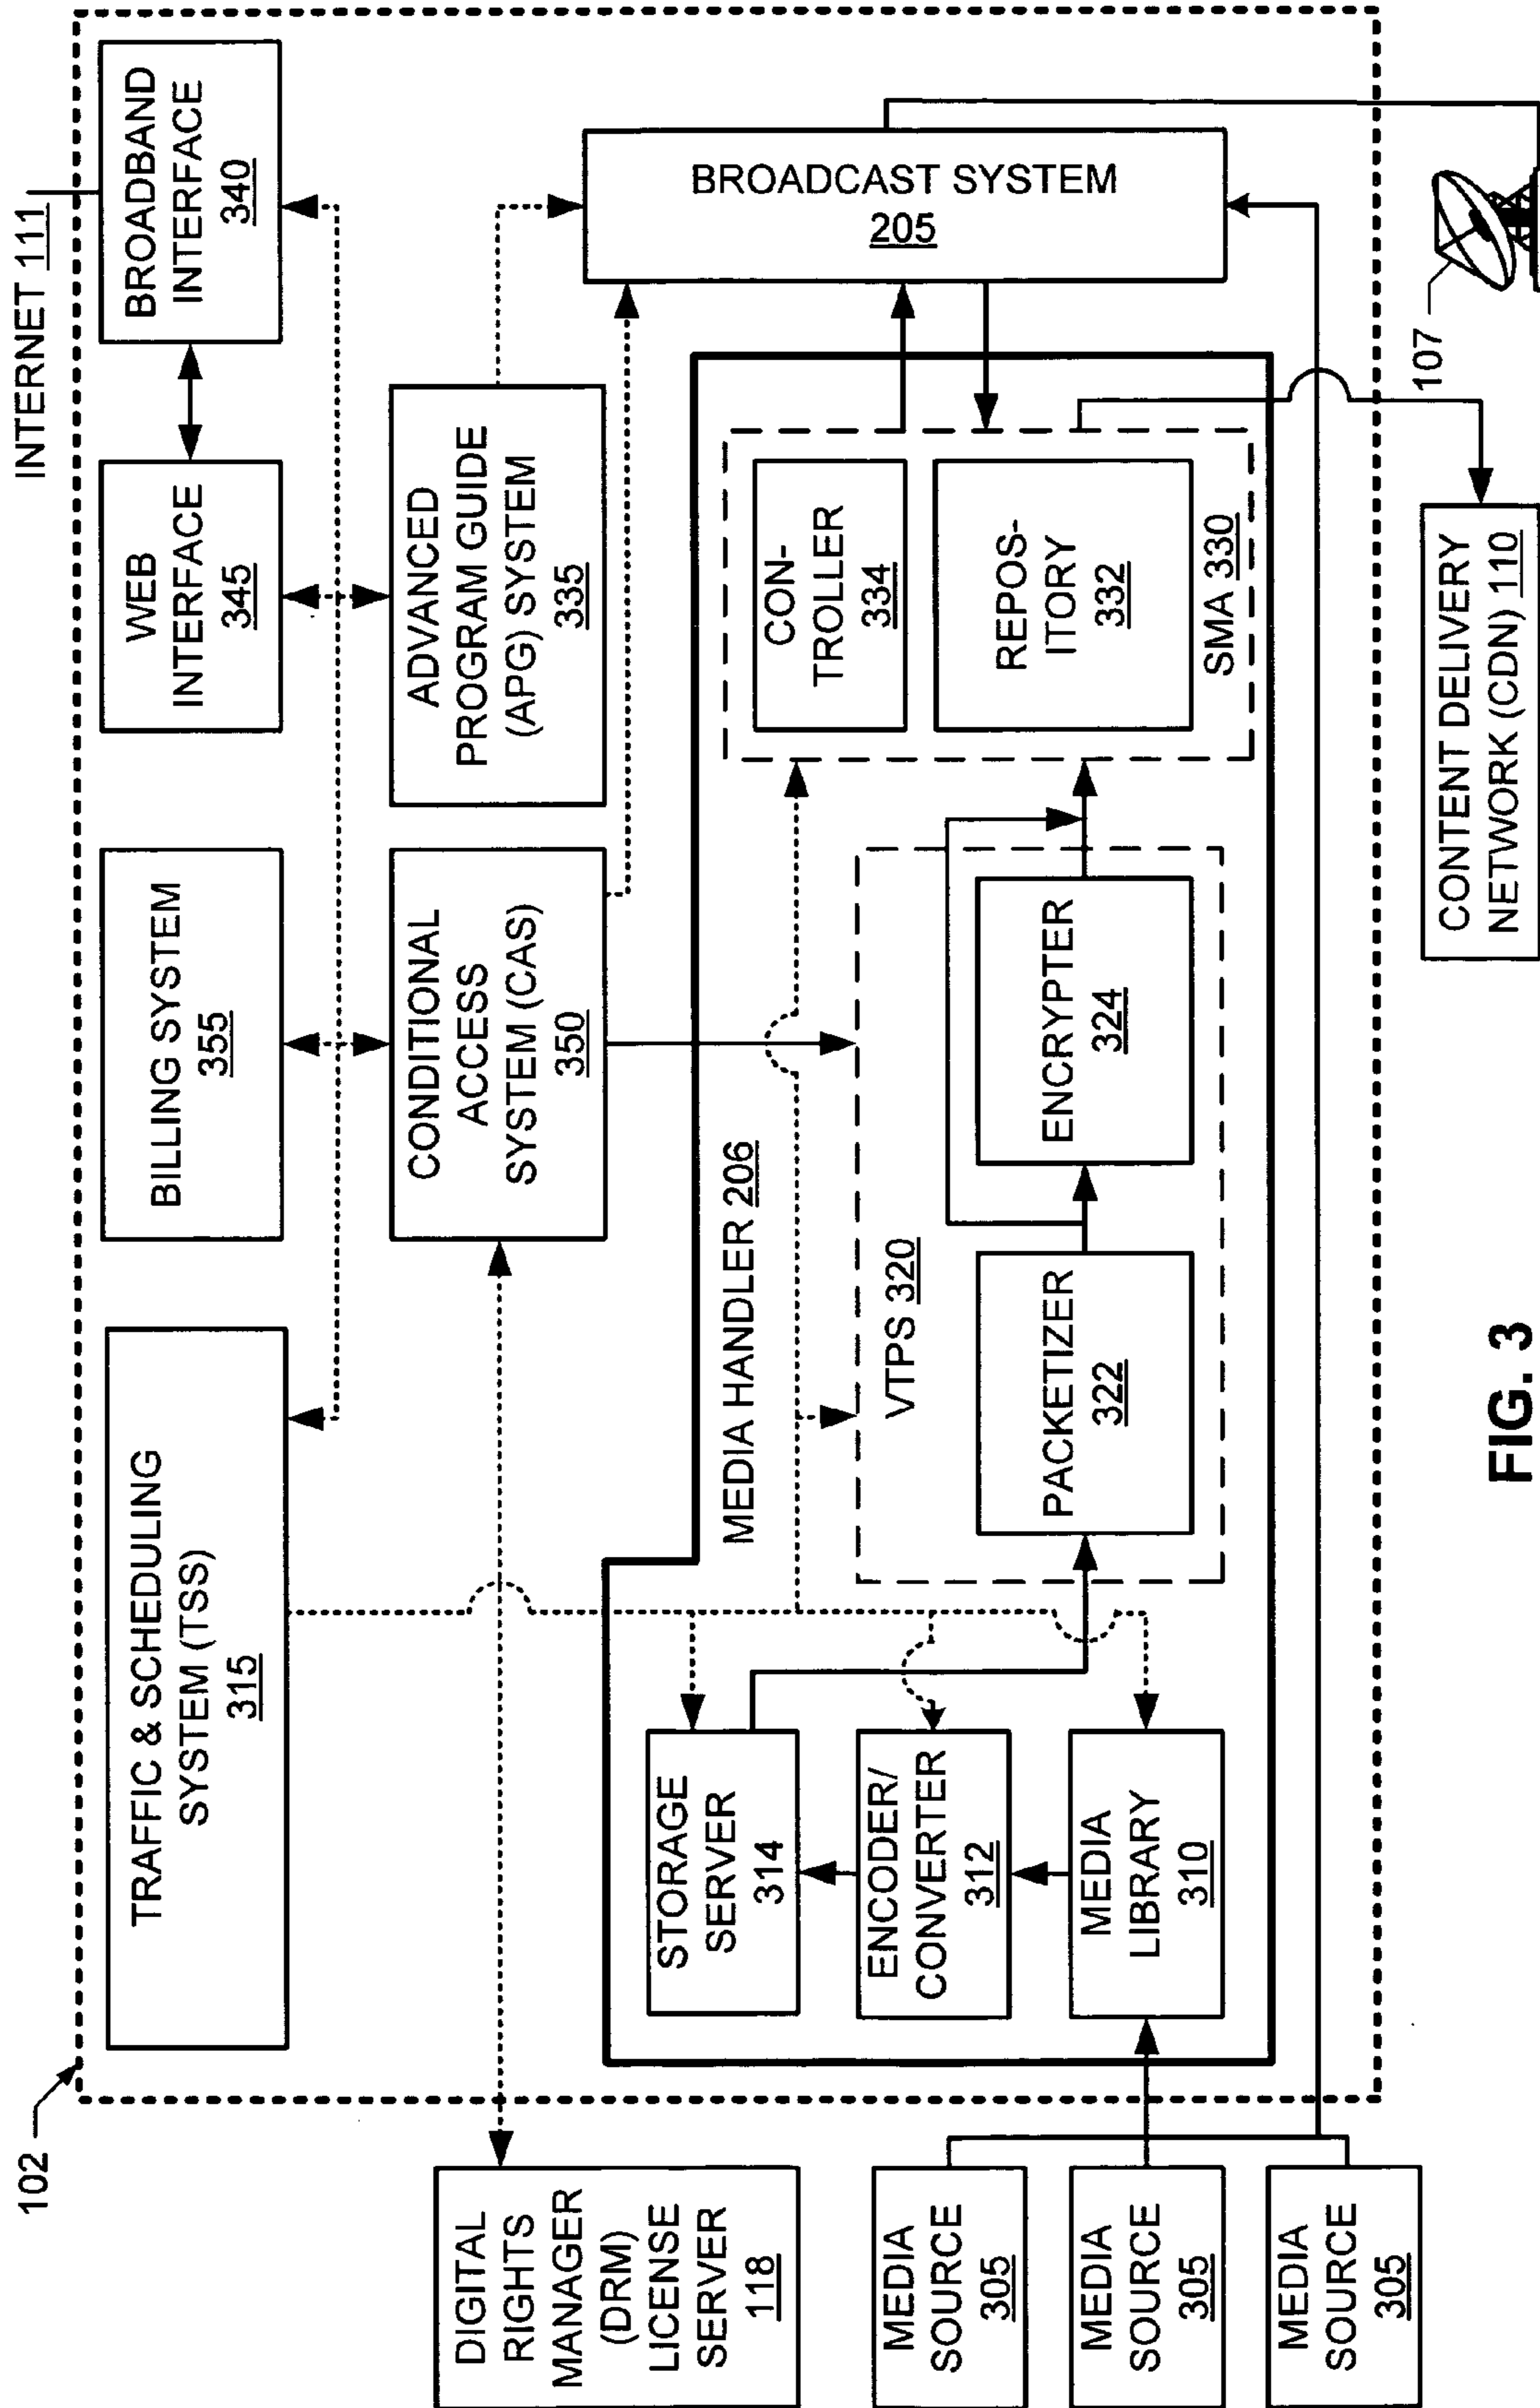 102
INTERNET 111
TRAFFIC & SCHEDULING
SYSTEM (TSS)
315
BILLING SYSTEM
355
WEB
INTERFACE
345
BROADBAND
INTERFACE
340
DIGITAL
RIGHTS
MANAGER
(DRM)
LICENSE
SERVER
118
CONDITIONAL
ACCESS
SYSTEM (CAS)
350
ADVANCED
PROGRAM GUIDE
(APG) SYSTEM
335
BROADCAST SYSTEM
205
MEDIA HANDLER 206
STORAGE
SERVER
314
ENCODER/
CONVERTER
312
MEDIA
LIBRARY
310
VTPS 320
PACKETIZER
322
ENCRYPTER
324
CON-
TROLLER
334
REPOS-
ITORY
332
SMA 330
MEDIA
SOURCE
305
MEDIA
SOURCE
305
MEDIA
SOURCE
305
CONTENT DELIVERY
NETWORK (CDN) 110
107
FIG. 3